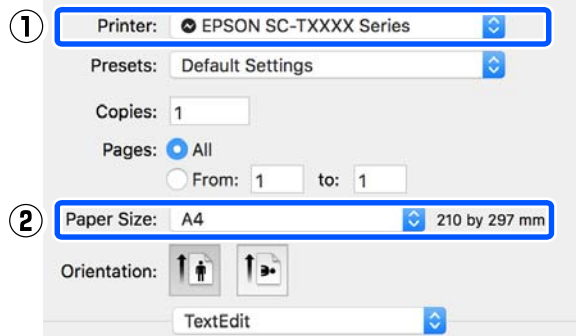 ① Printer: EPSON SC-TXXXX Series
Presets: Default Settings
Copies: 1
Pages: All
From: 1 to: 1
② Paper Size: A4 210 by 297 mm
Orientation:
TextEdit